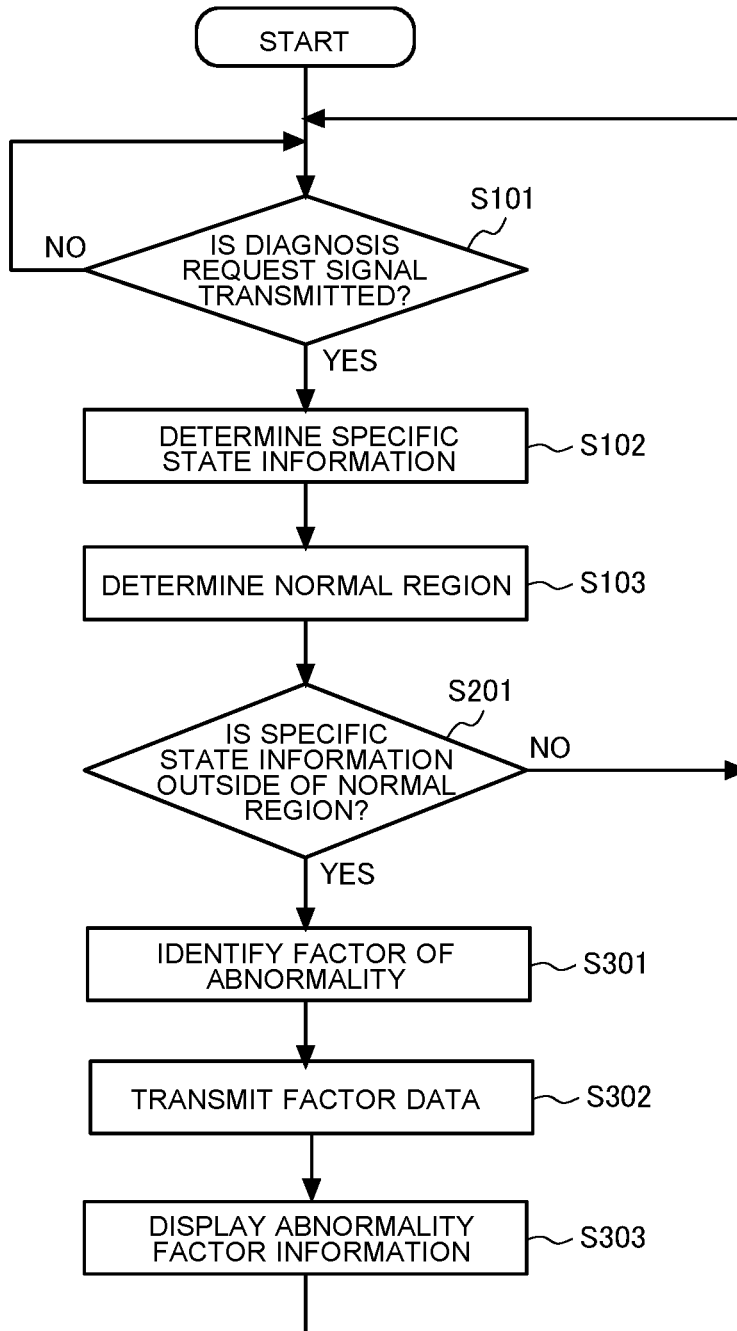 START
S101
IS DIAGNOSIS
REQUEST SIGNAL
TRANSMITTED?
NO
YES
DETERMINE SPECIFIC
STATE INFORMATION
S102
DETERMINE NORMAL REGION
S103
S201
IS SPECIFIC
STATE INFORMATION
OUTSIDE OF NORMAL
REGION?
NO
YES
IDENTIFY FACTOR OF
ABNORMALITY
S301
TRANSMIT FACTOR DATA
S302
DISPLAY ABNORMALITY
FACTOR INFORMATION
S303